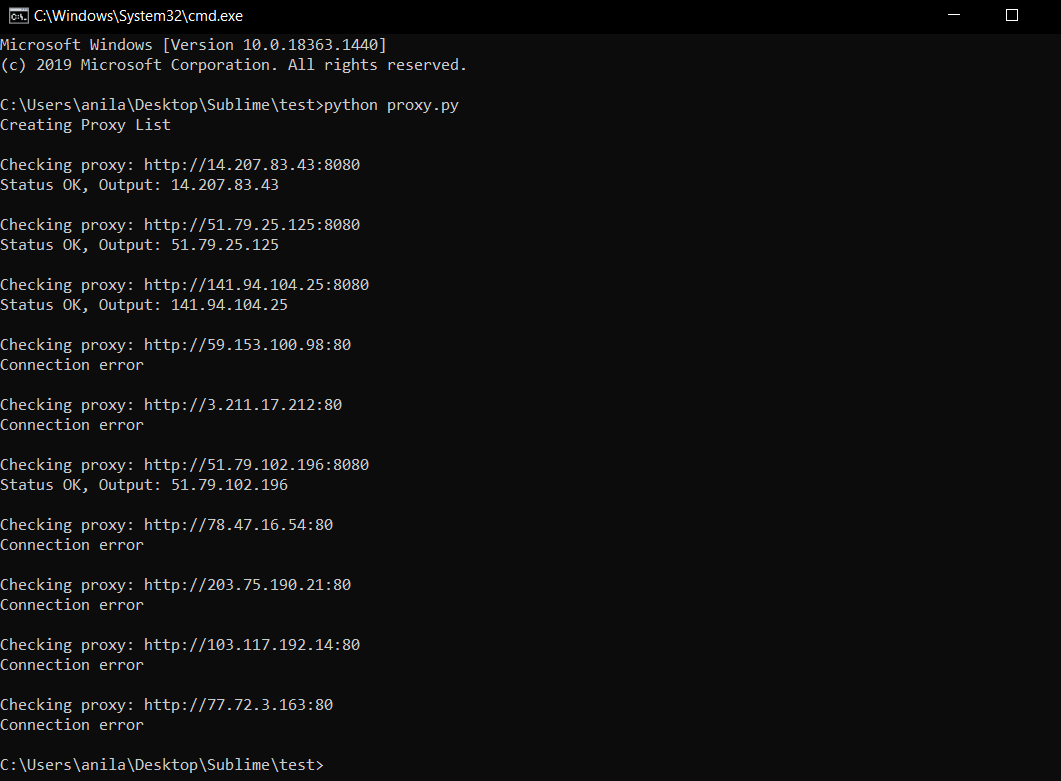 C:\Windows\System32\cmd.exe
Microsoft Windows [Version 10.0.18363.1440]
(c) 2019 Microsoft Corporation. All rights reserved.
C:\Users\anila\Desktop\Sublime\test>python proxy.py
Creating Proxy List
Checking proxy: http://14.207.83.43:8080
Status OK, Output: 14.207.83.43
Checking proxy: http://51.79.25.125:8080
Status OK, Output: 51.79.25.125
Checking proxy: http://141.94.104.25:8080
Status OK, Output: 141.94.104.25
Checking proxy: http://59.153.100.98:80
Connection error
Checking proxy: http://3.211.17.212:80
Connection error
Checking proxy: http://51.79.102.196:8080
Status OK, Output: 51.79.102.196
Checking proxy: http://78.47.16.54:80
Connection error
Checking proxy: http://203.75.190.21:80
Connection error
Checking proxy: http://103.117.192.14:80
Connection error
Checking proxy: http://77.72.3.163:80
Connection error
C:\Users\anila\Desktop\Sublime\test>